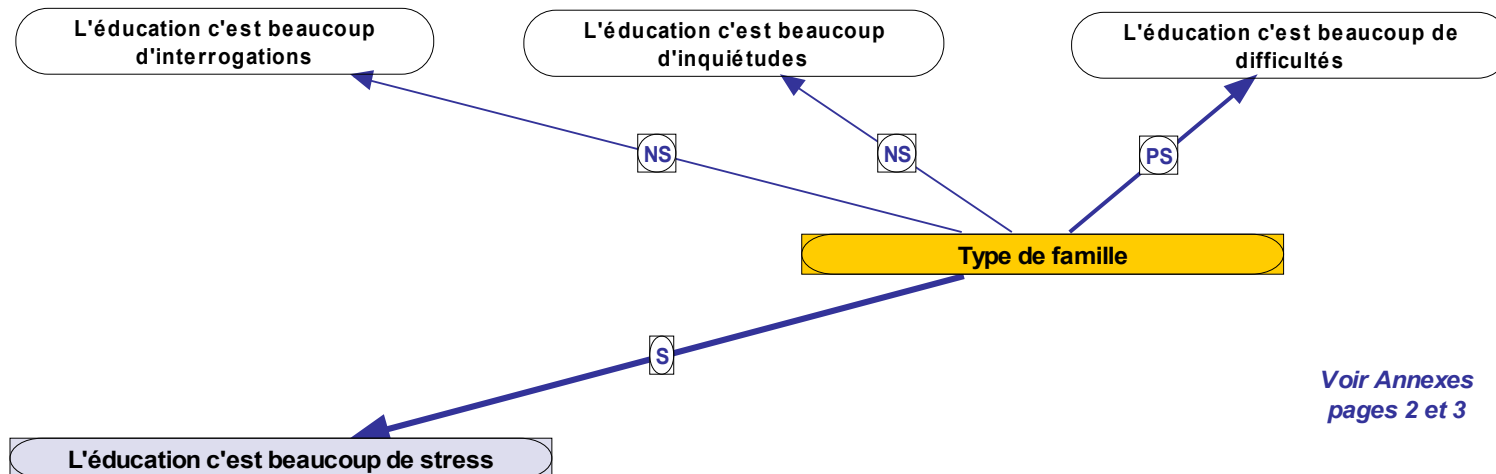 L'éducation c'est beaucoup
d'interrogations
L'éducation c'est beaucoup
d'inquiétudes
L'éducation c'est beaucoup de
difficultés
NS
NS
PS
Type de famille
S
Voir Annexes
pages 2 et 3
L'éducation c'est beaucoup de stress